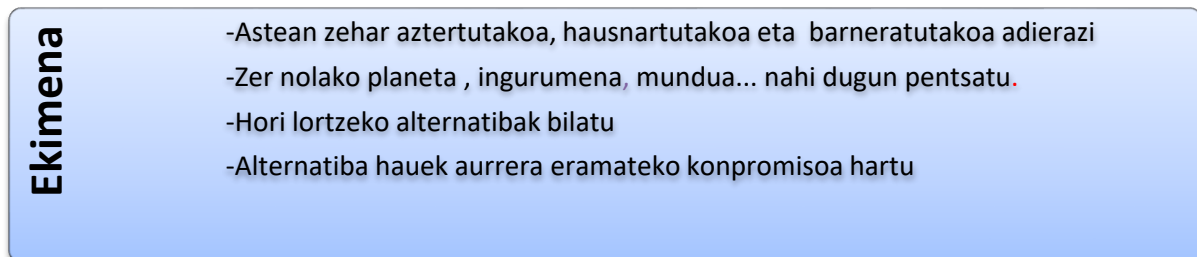 Ekimena
-Astean zehar aztertutakoa, hausnartutakoa eta  barneratutakoa adierazi
-Zer nolako planeta , ingurumena, mundua... nahi dugun pentsatu.
-Hori lortzeko alternatibak bilatu
-Alternatiba hauek aurrera eramateko konpromisoa hartu